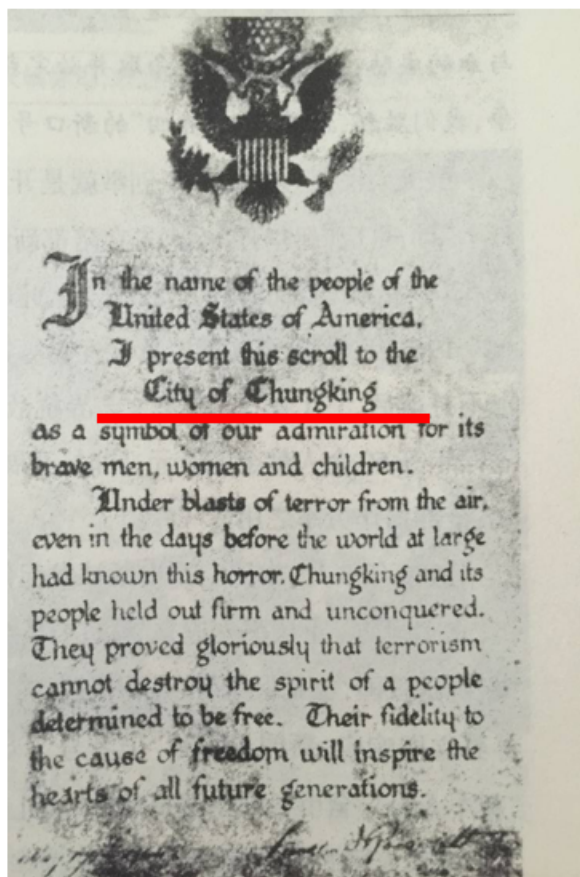 In the name of the people of the
United States of America,
I present this scroll to the
City of Chungking
as a symbol of our admiration for its
brave men, women and children.
Under blasts of terror from the air,
even in the days before the world at large
had known this horror, Chungking and its
people held out firm and unconquered.
They proved gloriously that terrorism
cannot destroy the spirit of a people
determined to be free. Their fidelity to
the cause of freedom will inspire the
hearts of all future generations.